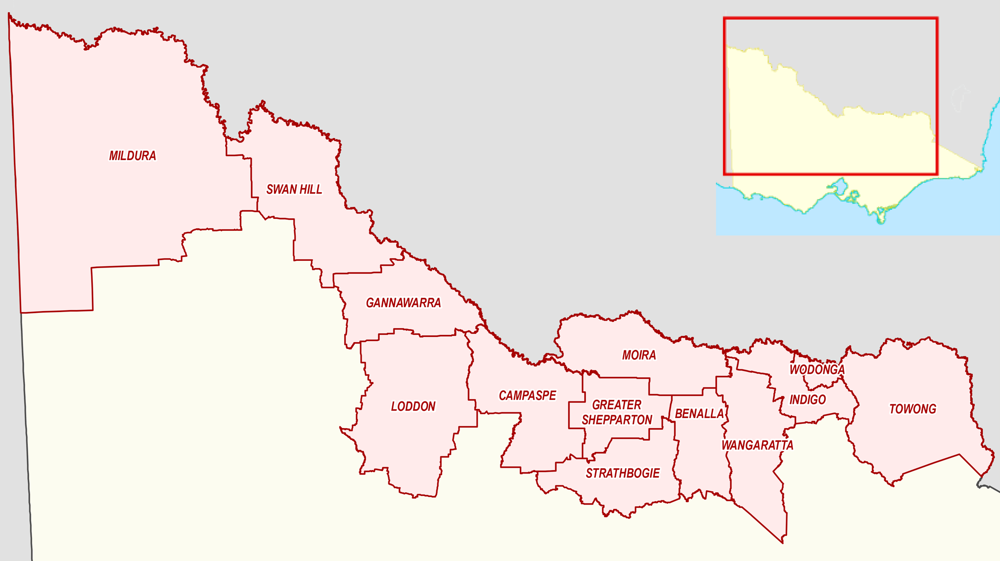 MILDURA
SWAN HILL
GANNAWARRA
MOIRA
WODONGA
CAMPASPE
INDIGO
LODDON
GREATER
SHEPPARTON
BENALLA
TOWONG
WANGARATTA
STRATHBOGIE